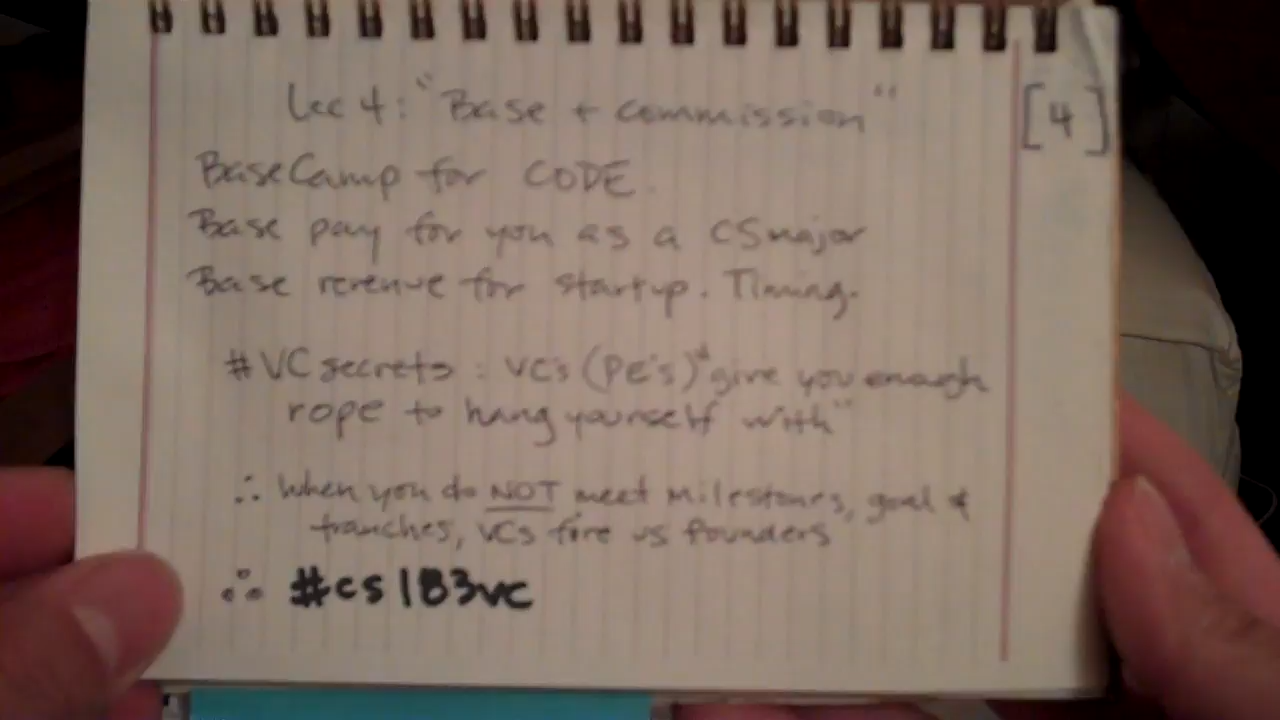 Lec 4: "Base + commission"
[4]
BaseCamp for CODE.
Base pay for you as a CS major
Base revenue for startup. Timing.
#VC secrets: VC's (PE's) "give you enough
rope to hang yourself with"
∴ When you do NOT meet milestones, goal &
tranches, VCs fire us founders
∴ #cs183vc